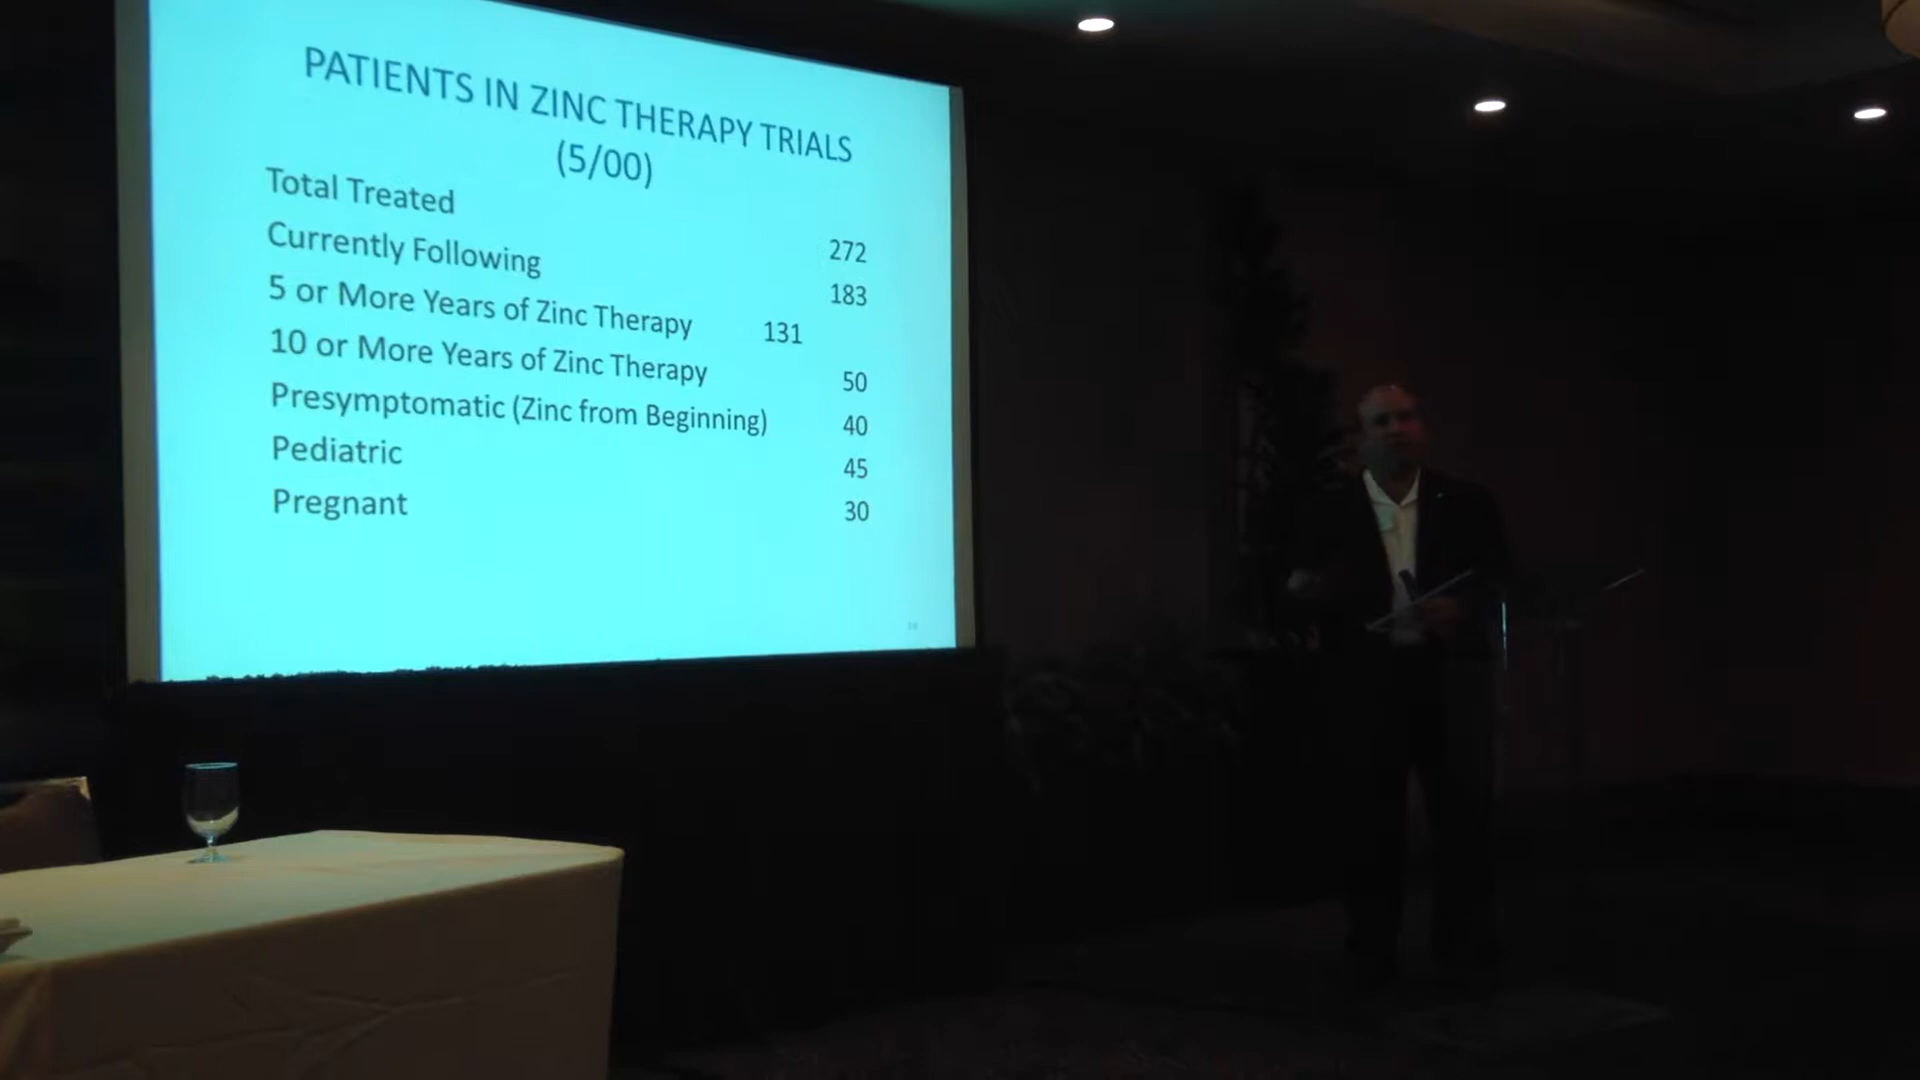 PATIENTS IN ZINC THERAPY TRIALS
(5/00)
Total Treated 272
Currently Following 183
5 or More Years of Zinc Therapy 131
10 or More Years of Zinc Therapy 50
Presymptomatic (Zinc from Beginning) 40
Pediatric 45
Pregnant 30